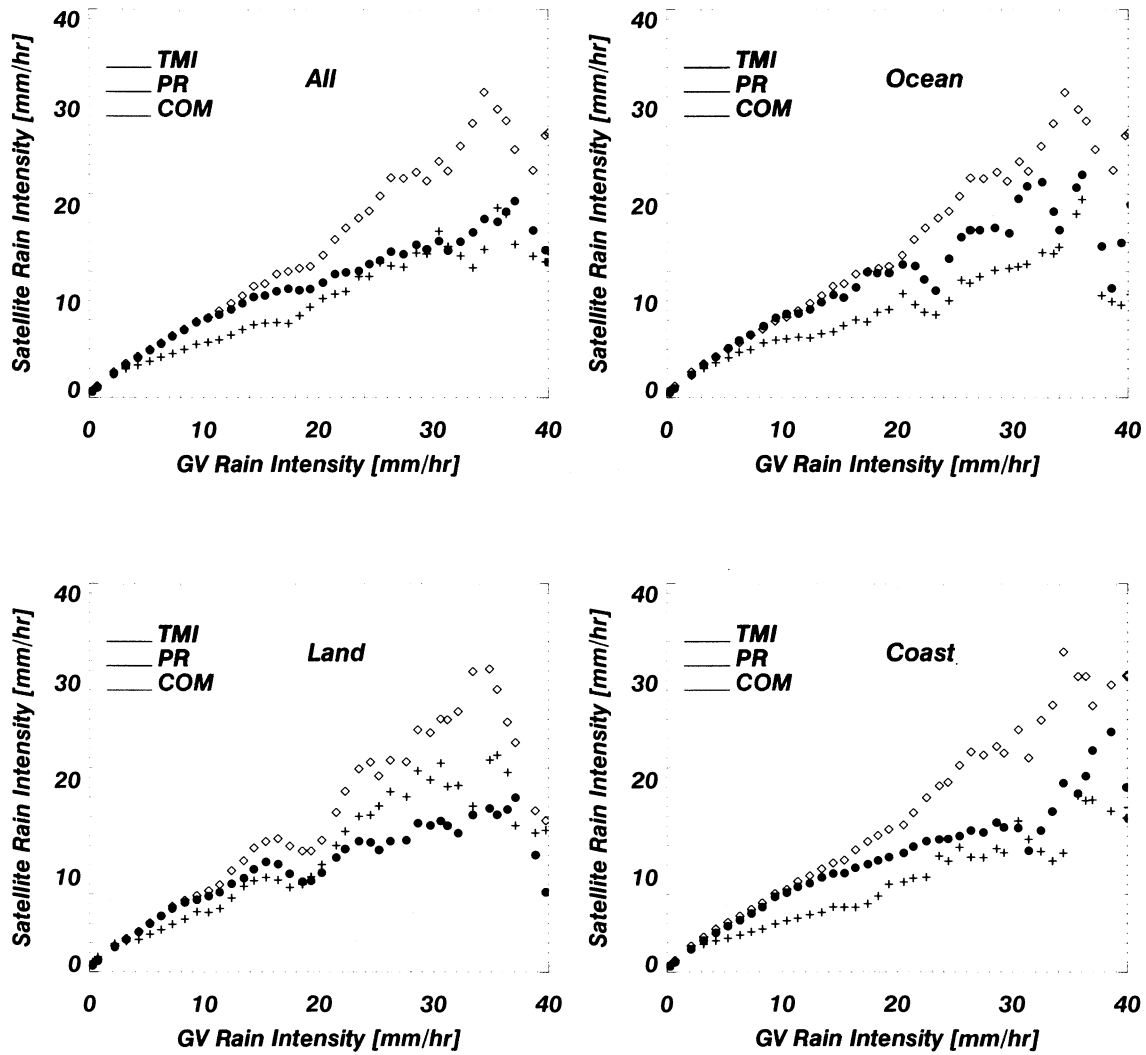 40
30
20
10
0
Satellite Rain Intensity [mm/hr]
TMI
PR
COM
All
0 10 20 30 40
GV Rain Intensity [mm/hr]
40
30
20
10
0
Satellite Rain Intensity [mm/hr]
TMI
PR
COM
Ocean
0 10 20 30 40
GV Rain Intensity [mm/hr]
40
30
20
10
0
Satellite Rain Intensity [mm/hr]
TMI
PR
COM
Land
0 10 20 30 40
GV Rain Intensity [mm/hr]
40
30
20
10
0
Satellite Rain Intensity [mm/hr]
TMI
PR
COM
Coast
0 10 20 30 40
GV Rain Intensity [mm/hr]